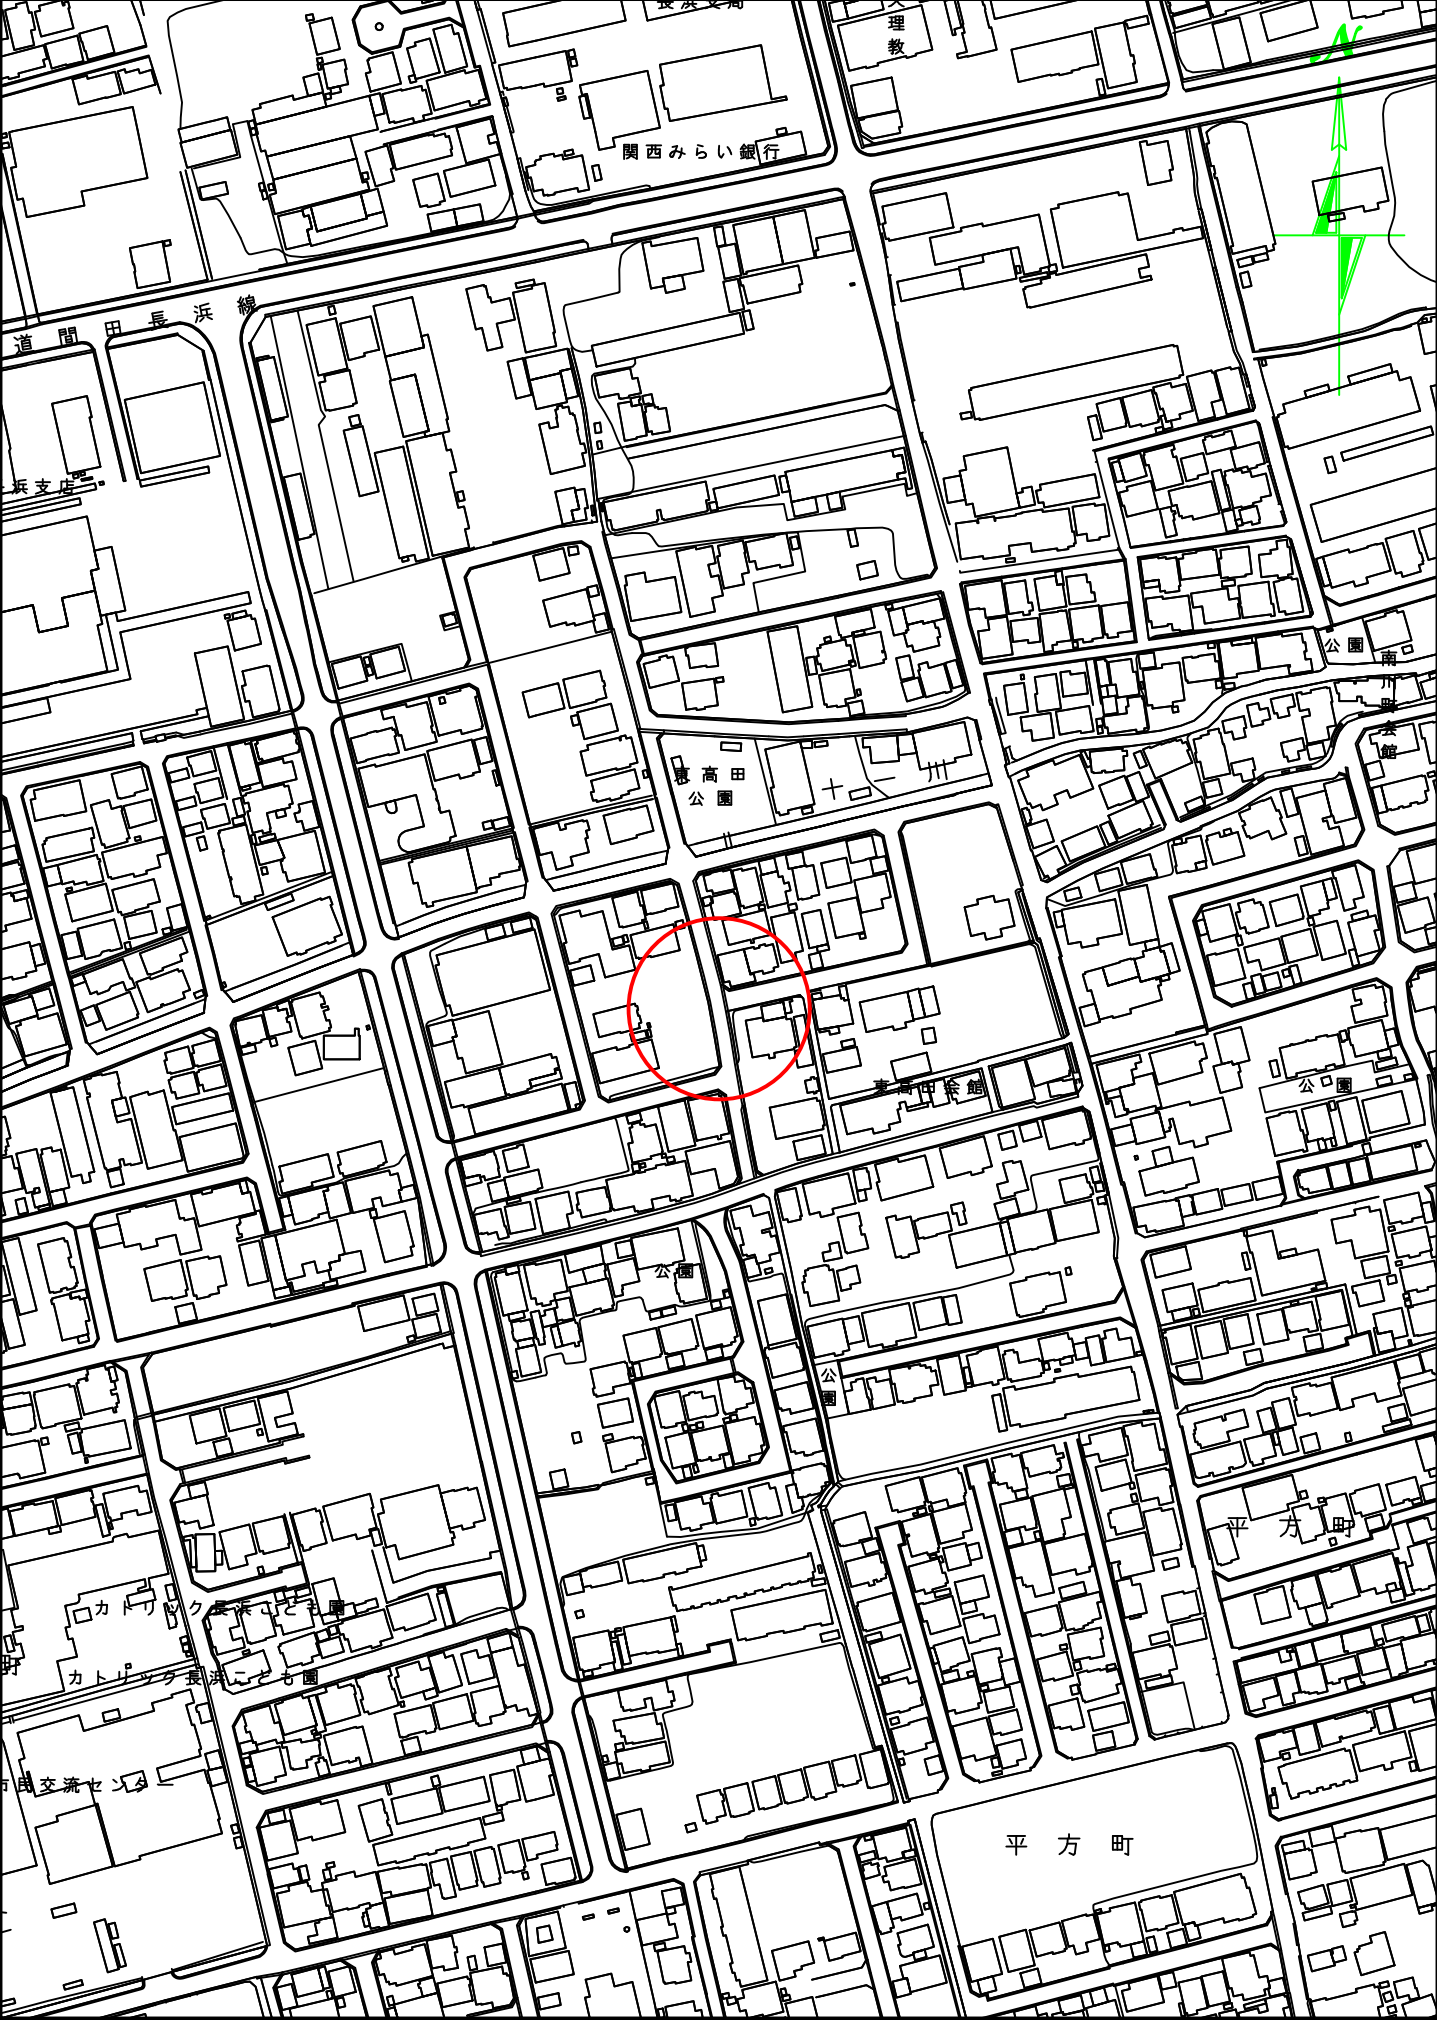 長浜支局
天理教
N
関西みらい銀行
道間田長浜線
浜支店
公園
南川町会館
東高田
公園
十一川
東高田会館
公園
公園
公園
平方町
カトリック長浜こども園
町
カトリック長浜こども園
市民交流センター
平方町